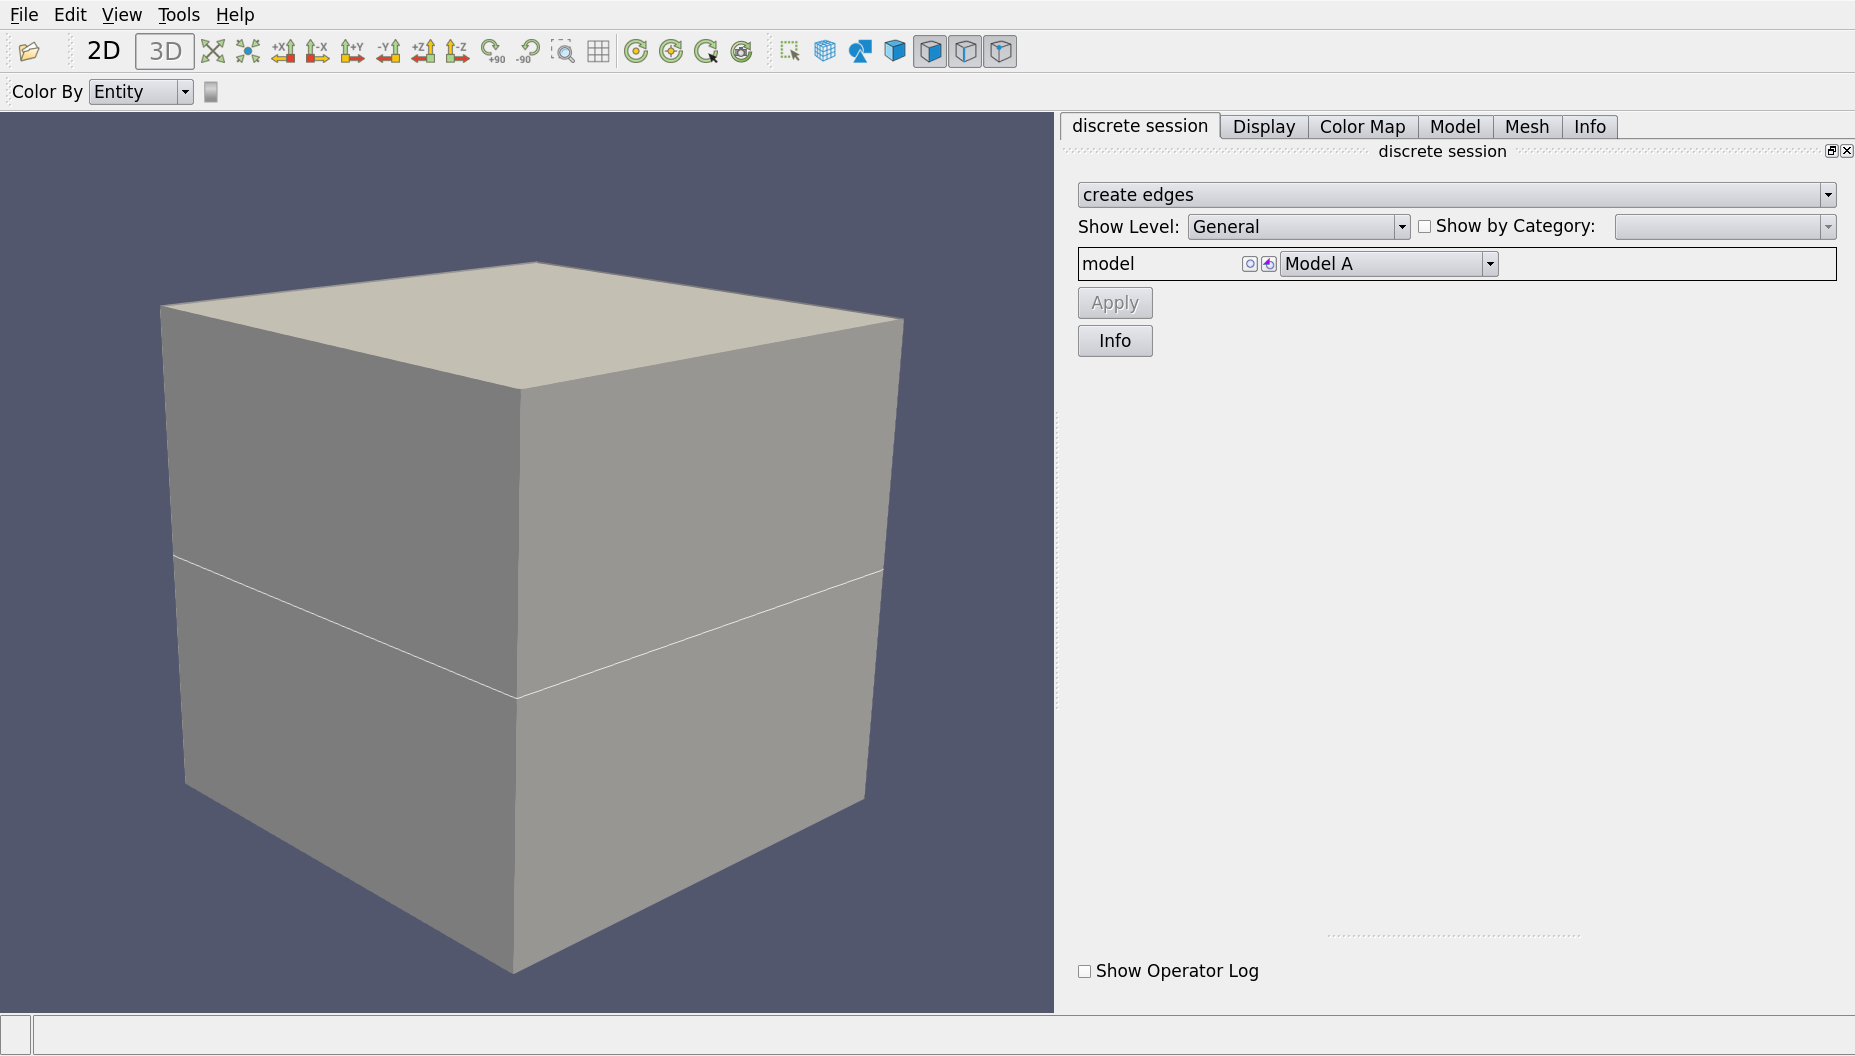 File Edit View Tools Help
2D 3D +X -X +Y -Y +Z -Z +90 -90
Color By Entity
discrete session Display Color Map Model Mesh Info
discrete session
create edges
Show Level: General Show by Category:
model Model A
Apply
Info
Show Operator Log